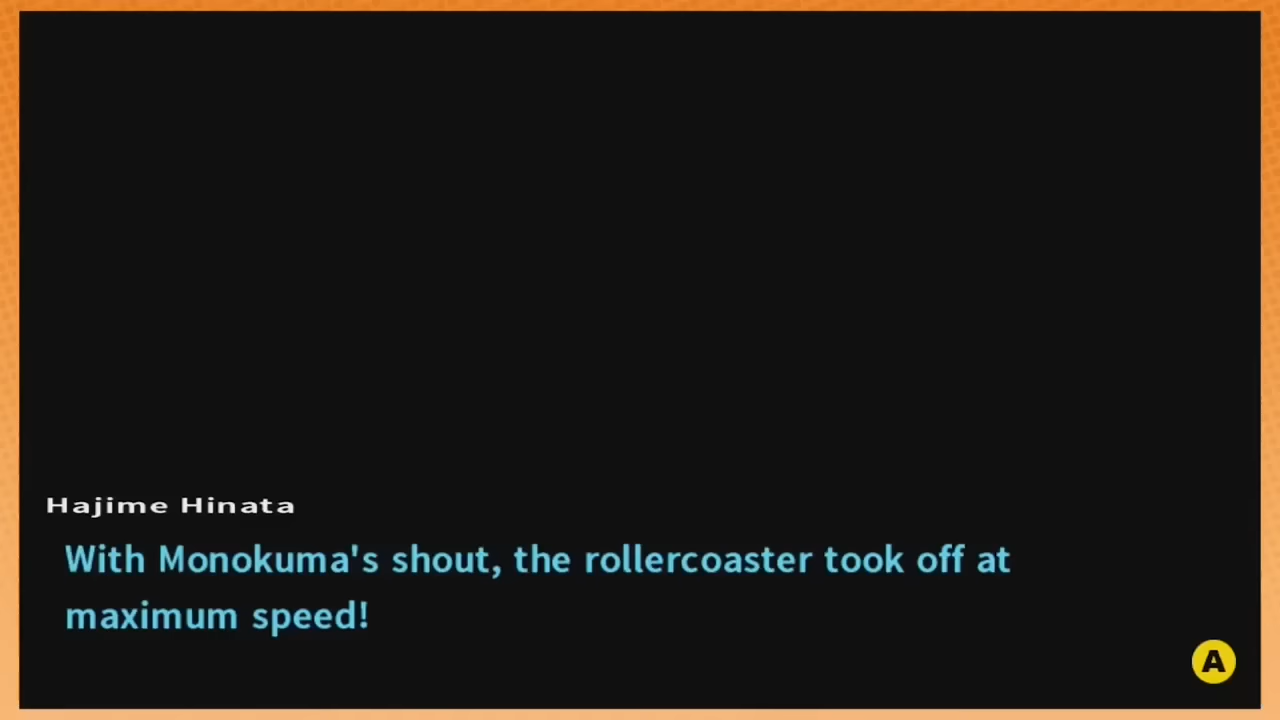 Hajime Hinata
With Monokuma's shout, the rollercoaster took off at
maximum speed!
A